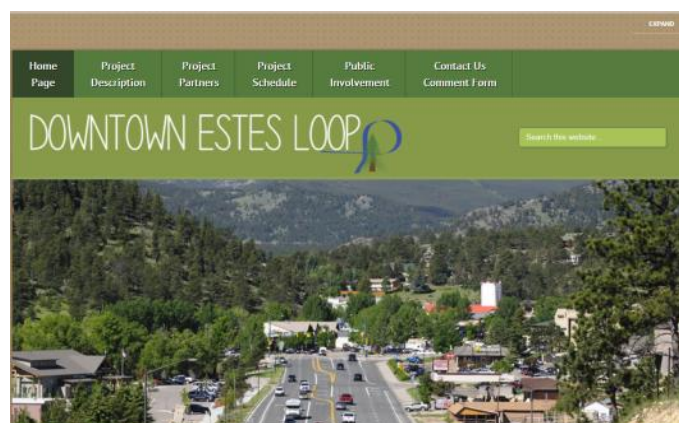 EXPAND
Home Page
Project Description
Project Partners
Project Schedule
Public Involvement
Contact Us Comment Form
DOWNTOWN ESTES LOOP
Search this website...